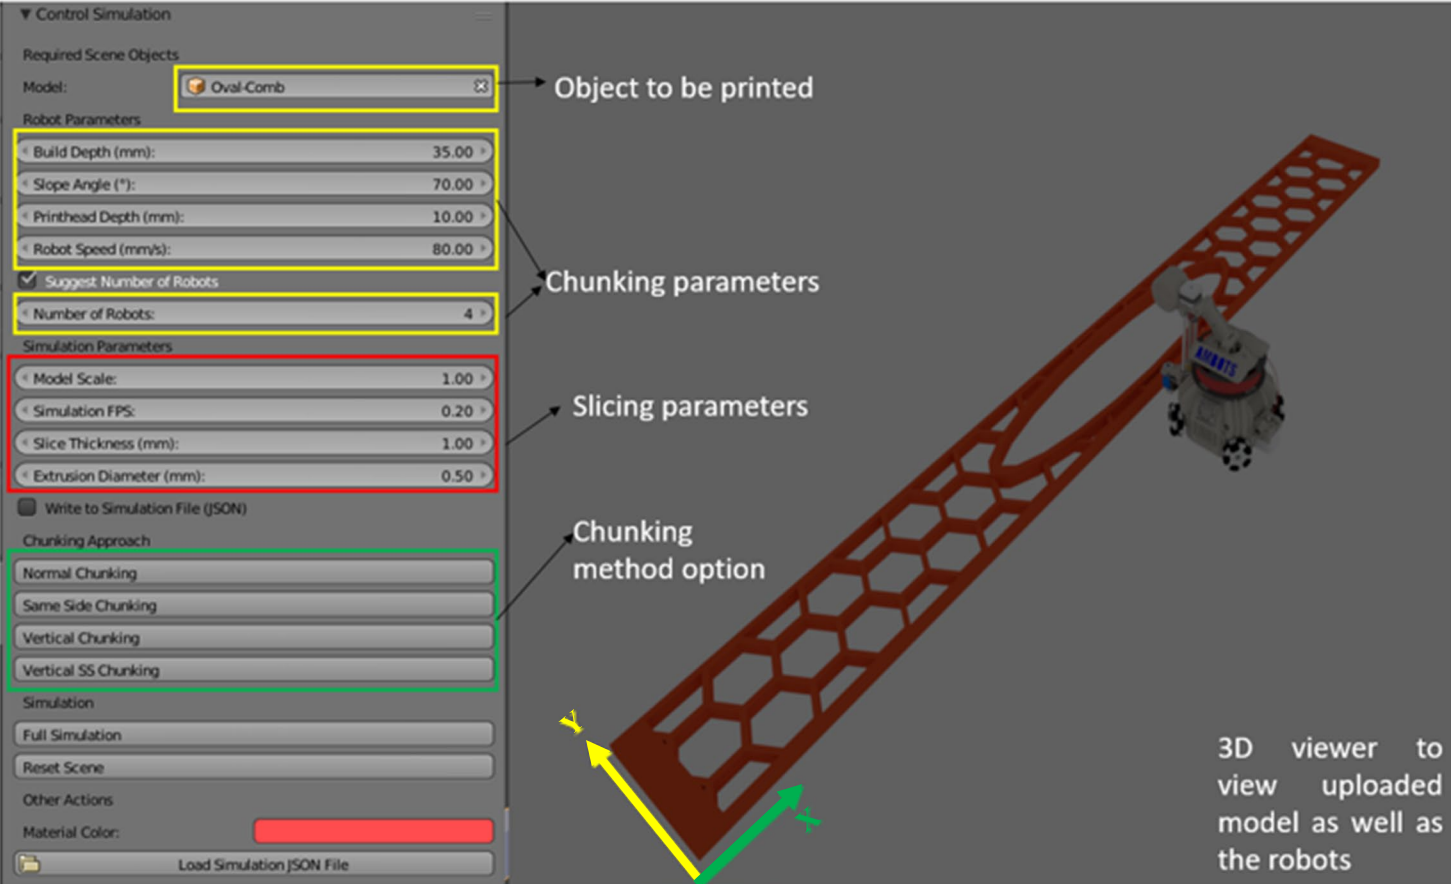 Control Simulation
Required Scene Objects
Model: Oval-Comb
Object to be printed
Robot Parameters
Build Depth (mm): 35.00
Slope Angle (°): 70.00
Printhead Depth (mm): 10.00
Robot Speed (mm/s): 80.00
Suggest Number of Robots
Chunking parameters
Number of Robots: 4
Simulation Parameters
Model Scale: 1.00
Simulation FPS: 0.20
Slice Thickness (mm): 1.00
Extrusion Diameter (mm): 0.50
Slicing parameters
Write to Simulation File (JSON)
Chunking Approach
Normal Chunking
Same Side Chunking
Vertical Chunking
Vertical SS Chunking
Chunking
method option
Simulation
Full Simulation
Reset Scene
Other Actions
Material Color:
Load Simulation JSON File
AMBOTS
Y
X
3D viewer to
view uploaded
model as well as
the robots